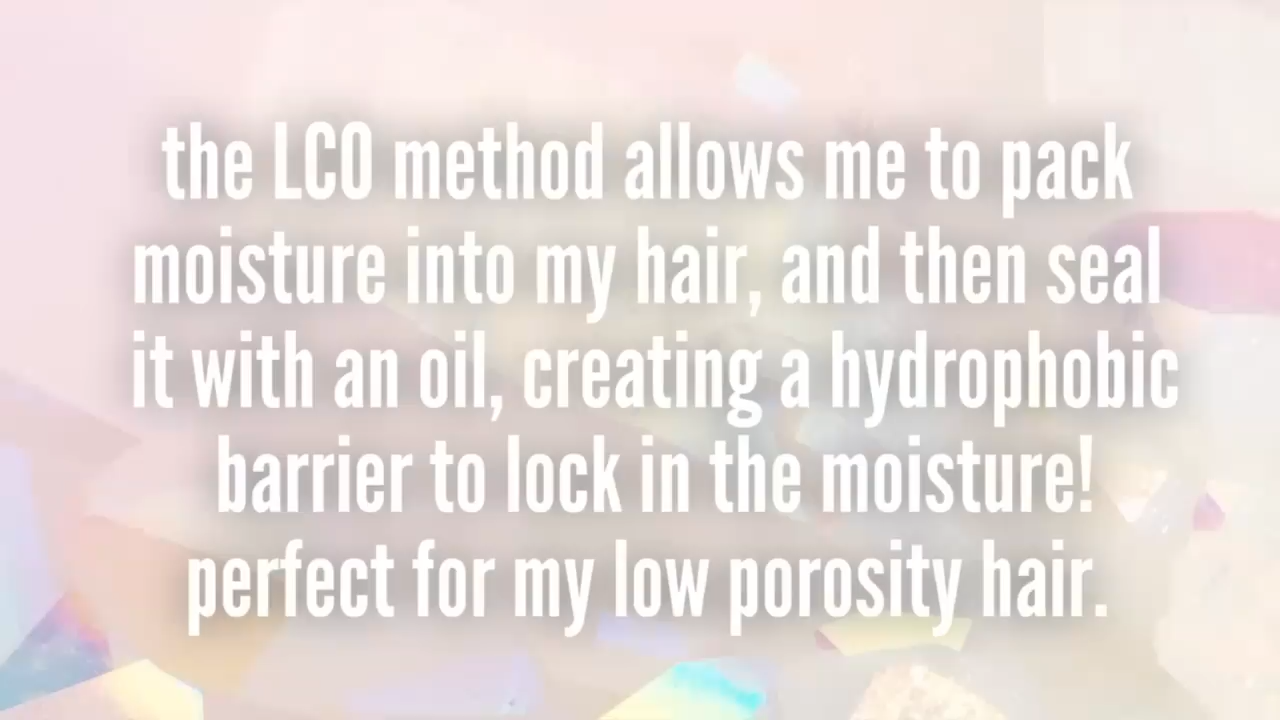 the LCO method allows me to pack
moisture into my hair, and then seal
it with an oil, creating a hydrophobic
barrier to lock in the moisture!
perfect for my low porosity hair.